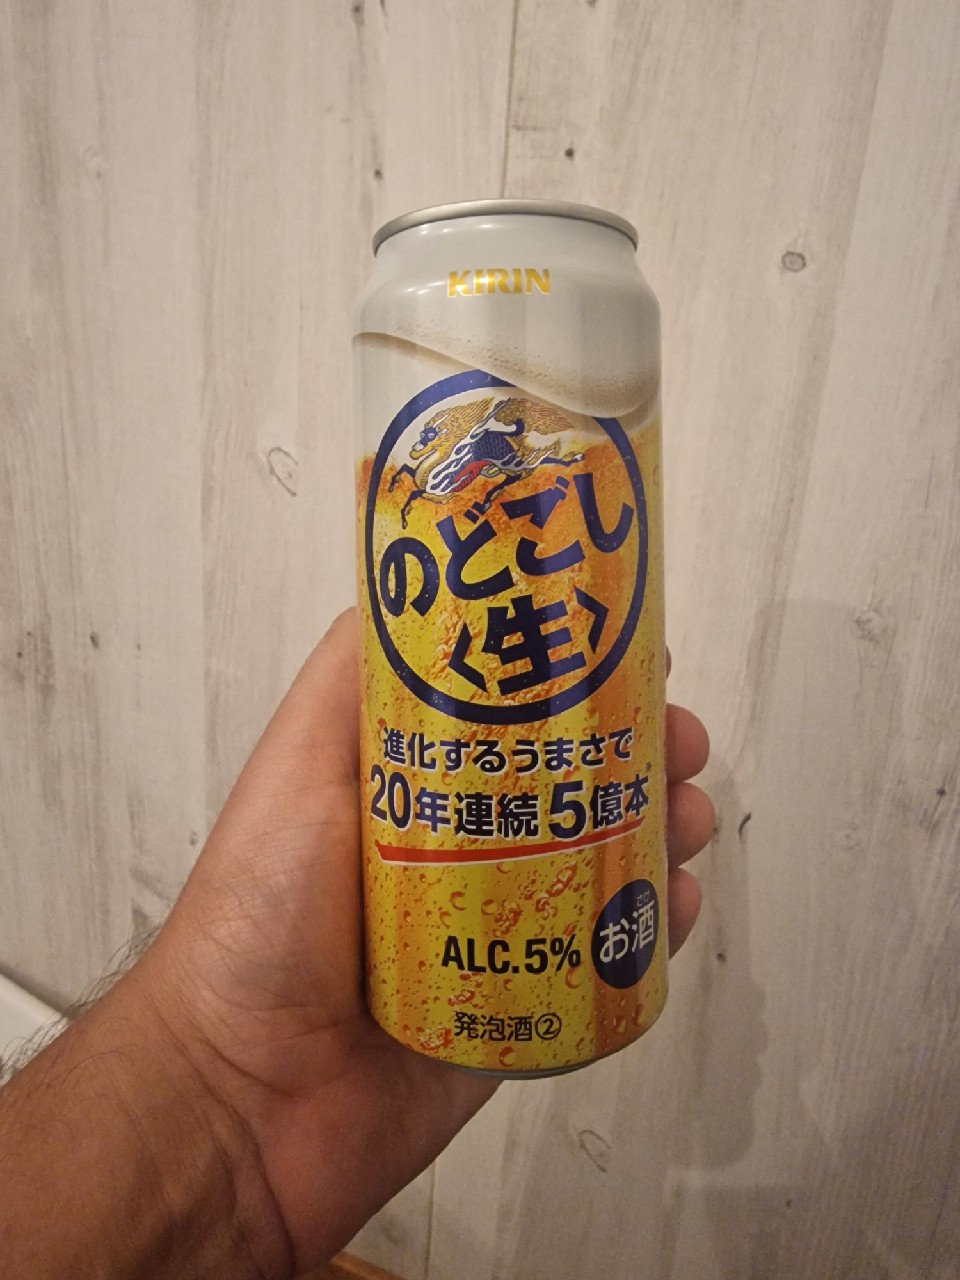 KIRIN
のどごし
〈生〉
進化するうまさで
20年連続5億本
ALC.5%
お酒
発泡酒②